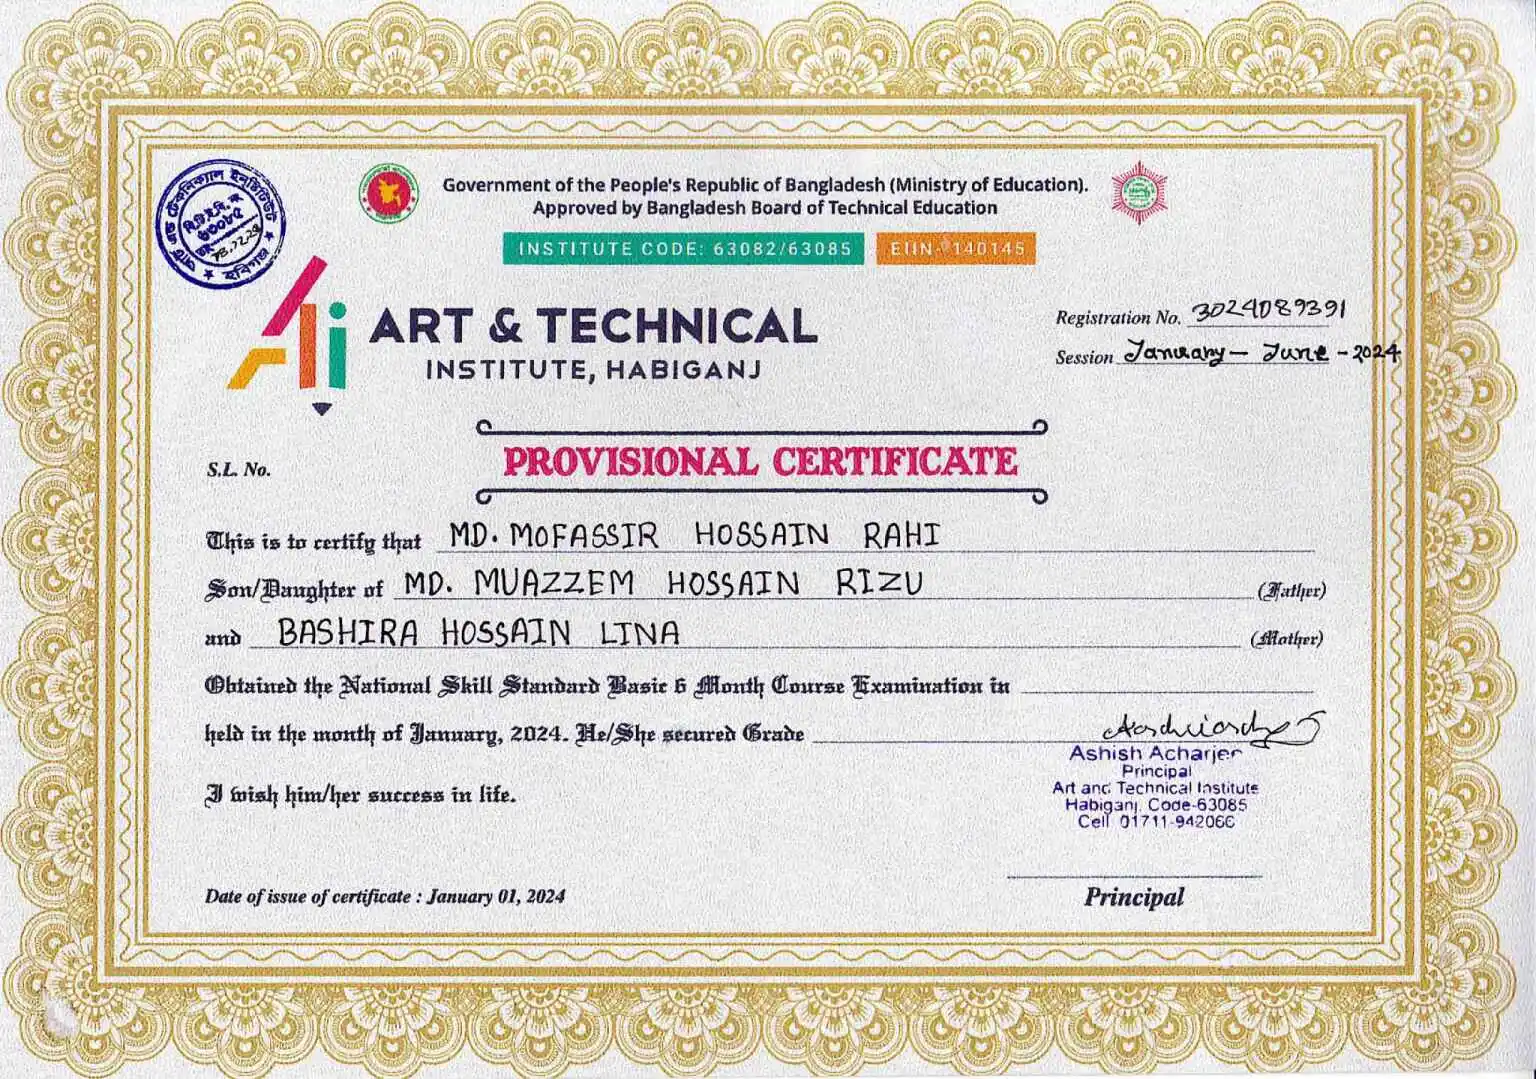 Government of the People's Republic of Bangladesh (Ministry of Education).
Approved by Bangladesh Board of Technical Education
INSTITUTE CODE: 63082/63085 EIIN- 140145
ART & TECHNICAL
INSTITUTE, HABIGANJ
Registration No. 3024089391
Session January - June - 2024
PROVISIONAL CERTIFICATE
S.L. No.
This is to certify that MD. MOFASSIR HOSSAIN RAHI
Son/Daughter of MD. MUAZZEM HOSSAIN RIZU (Father)
and BASHIRA HOSSAIN LINA (Mother)
Obtained the National Skill Standard Basic 6 Month Course Examination in
held in the month of January, 2024. He/She secured Grade
Ashish Acharjer
Principal
Art and Technical Institute
Habiganj, Code-63085
Cell 01711-942066
I wish him/her success in life.
Date of issue of certificate : January 01, 2024
Principal